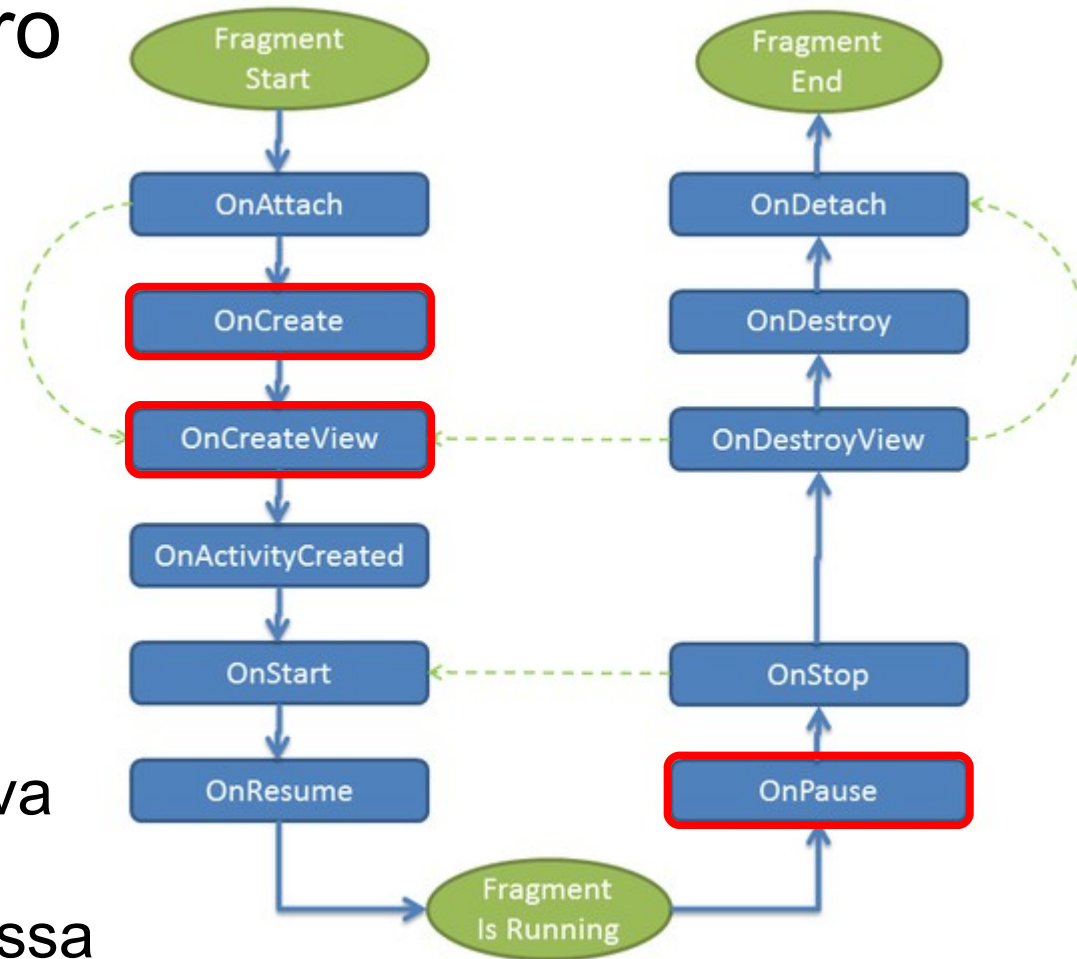 ro
Fragment
Start
OnAttach
OnCreate
OnCreateView
OnActivityCreated
OnStart
OnResume
va
ssa
Fragment
Is Running
Fragment
End
OnDetach
OnDestroy
OnDestroyView
OnStop
OnPause